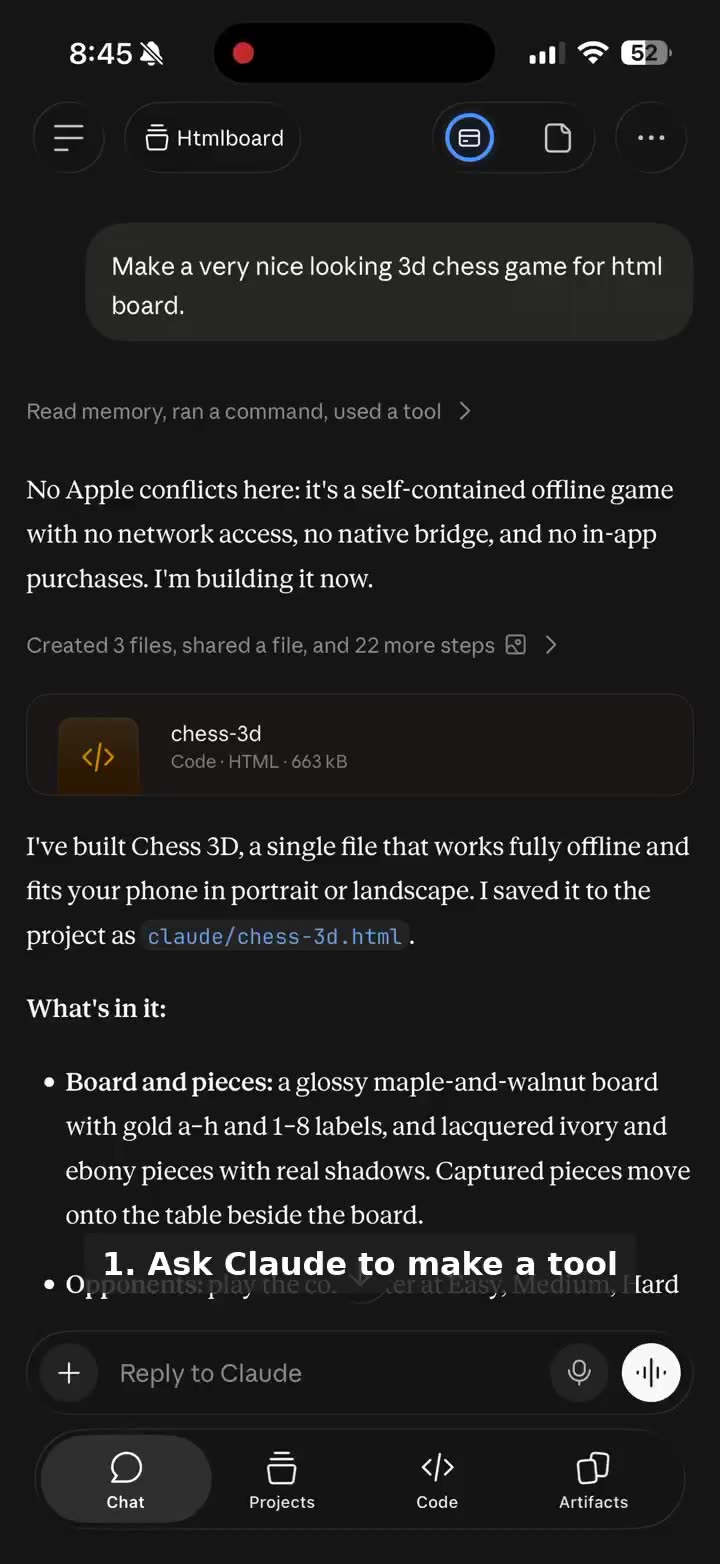 8:45
52
Htmlboard
Make a very nice looking 3d chess game for html
board.
Read memory, ran a command, used a tool
No Apple conflicts here: it's a self-contained offline game
with no network access, no native bridge, and no in-app
purchases. I'm building it now.
Created 3 files, shared a file, and 22 more steps
chess-3d
Code · HTML · 663 kB
I've built Chess 3D, a single file that works fully offline and
fits your phone in portrait or landscape. I saved it to the
project as claude/chess-3d.html.
What's in it:
• Board and pieces: a glossy maple-and-walnut board
with gold a–h and 1–8 labels, and lacquered ivory and
ebony pieces with real shadows. Captured pieces move
onto the table beside the board.
1. Ask Claude to make a tool
• Opponents: play the at Easy, Medium, Hard
Reply to Claude
Chat
Projects
Code
Artifacts